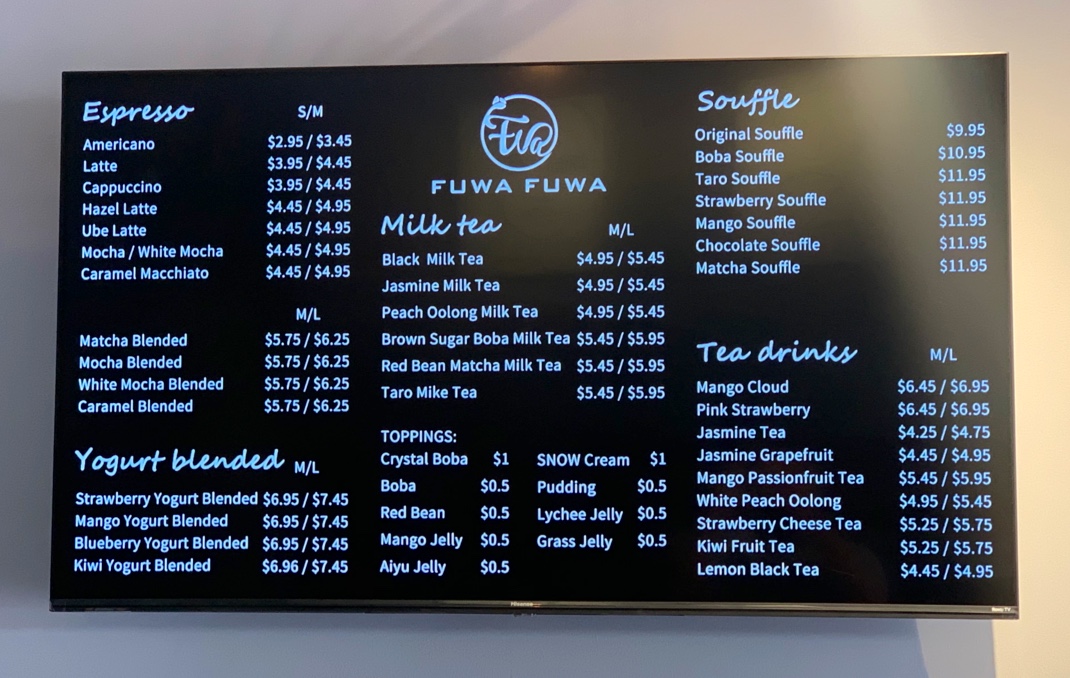 Espresso S/M
Americano $2.95 / $3.45
Latte $3.95 / $4.45
Cappuccino $3.95 / $4.45
Hazel Latte $4.45 / $4.95
Ube Latte $4.45 / $4.95
Mocha / White Mocha $4.45 / $4.95
Caramel Macchiato $4.45 / $4.95
M/L
Matcha Blended $5.75 / $6.25
Mocha Blended $5.75 / $6.25
White Mocha Blended $5.75 / $6.25
Caramel Blended $5.75 / $6.25
Yogurt blended M/L
Strawberry Yogurt Blended $6.95 / $7.45
Mango Yogurt Blended $6.95 / $7.45
Blueberry Yogurt Blended $6.95 / $7.45
Kiwi Yogurt Blended $6.96 / $7.45
Fwa
FUWA FUWA
Milk tea M/L
Black Milk Tea $4.95 / $5.45
Jasmine Milk Tea $4.95 / $5.45
Peach Oolong Milk Tea $4.95 / $5.45
Brown Sugar Boba Milk Tea $5.45 / $5.95
Red Bean Matcha Milk Tea $5.45 / $5.95
Taro Mike Tea $5.45 / $5.95
TOPPINGS:
Crystal Boba $1 SNOW Cream $1
Boba $0.5 Pudding $0.5
Red Bean $0.5 Lychee Jelly $0.5
Mango Jelly $0.5 Grass Jelly $0.5
Aiyu Jelly $0.5
Souffle
Original Souffle $9.95
Boba Souffle $10.95
Taro Souffle $11.95
Strawberry Souffle $11.95
Mango Souffle $11.95
Chocolate Souffle $11.95
Matcha Souffle $11.95
Tea drinks M/L
Mango Cloud $6.45 / $6.95
Pink Strawberry $6.45 / $6.95
Jasmine Tea $4.25 / $4.75
Jasmine Grapefruit $4.45 / $4.95
Mango Passionfruit Tea $5.45 / $5.95
White Peach Oolong $4.95 / $5.45
Strawberry Cheese Tea $5.25 / $5.75
Kiwi Fruit Tea $5.25 / $5.75
Lemon Black Tea $4.45 / $4.95
Hisense
Roku TV